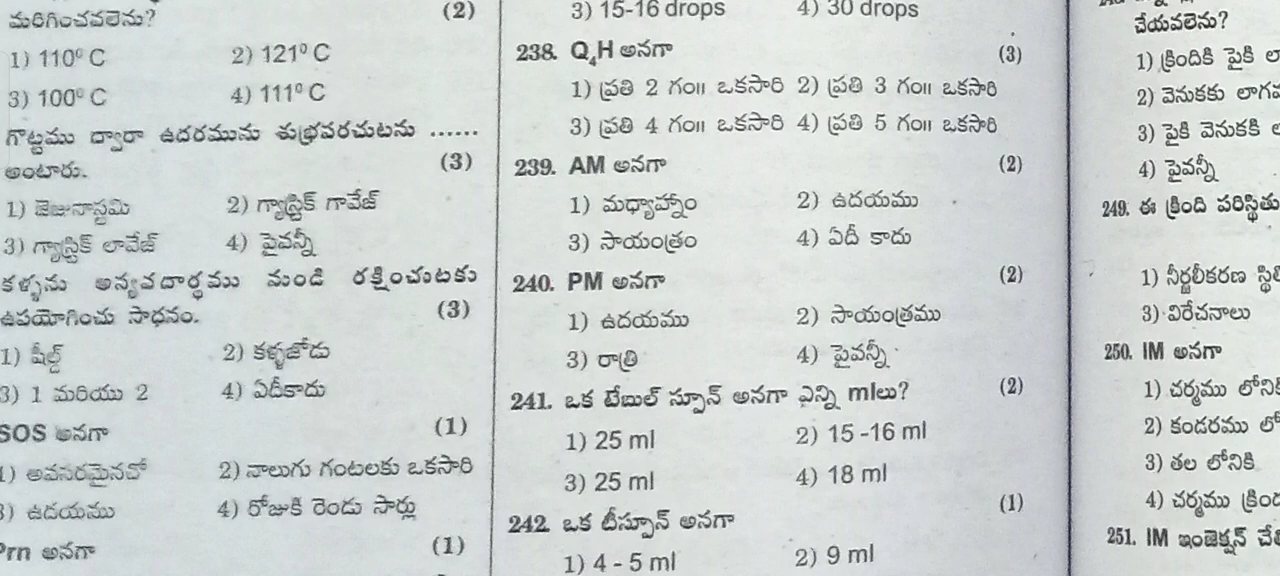 మరిగించవలెను? (2)
1) 110⁰ C 2) 121⁰ C
3) 100⁰ C 4) 111⁰ C
గొట్టము ద్వారా ఉదరమును శుభ్రపరచుటను ......
అంటారు. (3)
1) జెజునాస్టమి 2) గ్యాస్ట్రిక్ గావేజ్
3) గ్యాస్ట్రిక్ లావేజ్ 4) పైవన్నీ
కళ్ళను అన్యపదార్థము నుండి రక్షించుటకు
ఉపయోగించు సాధనం. (3)
1) షీల్డ్ 2) కళ్ళజోడు
3) 1 మరియు 2 4) ఏదీకాదు
SOS అనగా (1)
1) అవసరమైనచో 2) నాలుగు గంటలకు ఒకసారి
3) ఉదయము 4) రోజుకి రెండు సార్లు
Prn అనగా (1)
3) 15-16 drops 4) 30 drops
238. Q₄H అనగా (3)
1) ప్రతి 2 గం॥ ఒకసారి 2) ప్రతి 3 గం॥ ఒకసారి
3) ప్రతి 4 గం॥ ఒకసారి 4) ప్రతి 5 గం॥ ఒకసారి
239. AM అనగా (2)
1) మధ్యాహ్నం 2) ఉదయము
3) సాయంత్రం 4) ఏదీ కాదు
240. PM అనగా (2)
1) ఉదయము 2) సాయంత్రము
3) రాత్రి 4) పైవన్నీ
241. ఒక టేబుల్ స్పూన్ అనగా ఎన్ని mlలు? (2)
1) 25 ml 2) 15 -16 ml
3) 25 ml 4) 18 ml
242. ఒక టీస్పూన్ అనగా (1)
1) 4 - 5 ml 2) 9 ml
చేయవలెను?
1) క్రిందికి పైకి
2) వెనుకకు
3) పైకి వెనుకకి
4) పైవన్నీ
249. ఈ క్రింది
1) నీర్జలీకరణ
3) విరేచనాలు
250. IM అనగా
1) చర్మము
2) కండరము
3) తల లోనికి
4) చర్మము
251. IM ఇంజెక్షన్